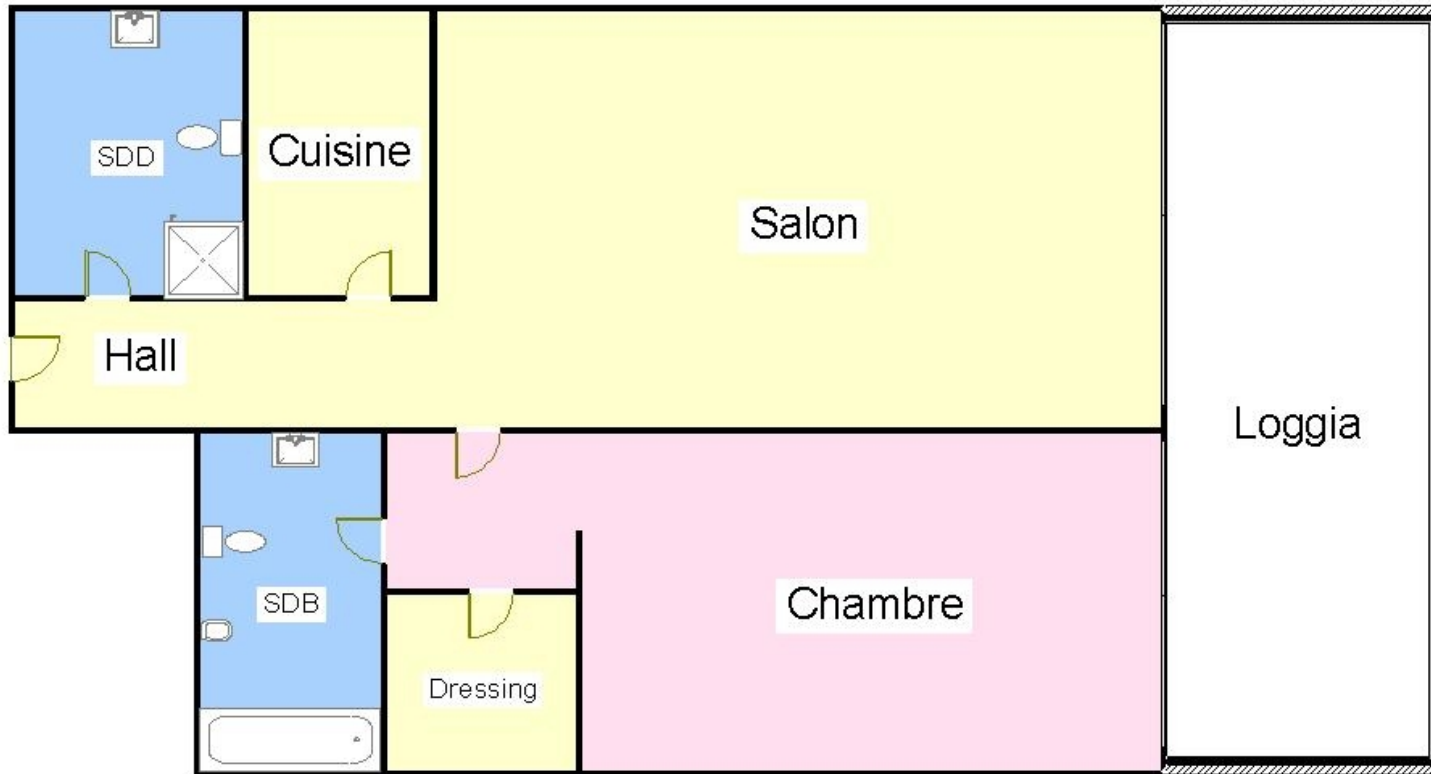 SDD
Cuisine
Salon
Hall
Loggia
SDB
Chambre
Dressing